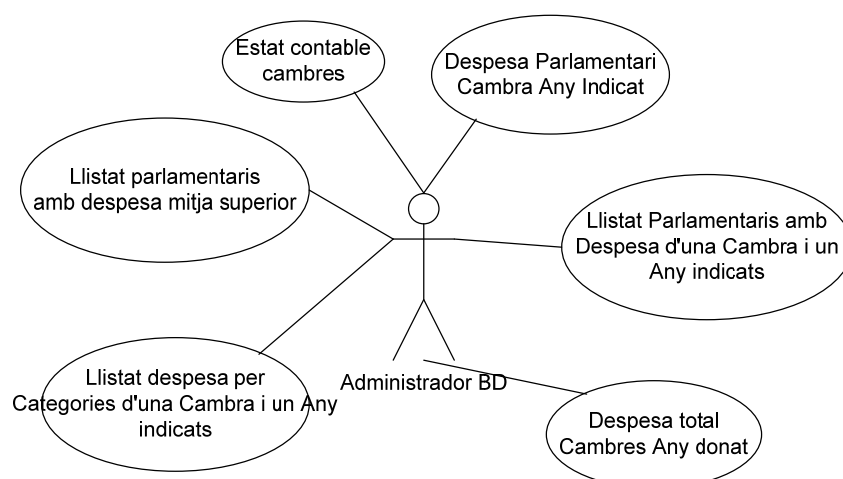 Estat contable
cambres
Despesa Parlamentari
Cambra Any Indicat
Llistat parlamentaris
amb despesa mitja superior
Llistat Parlamentaris amb
Despesa d'una Cambra i un
Any indicats
Llistat despesa per
Categories d'una Cambra i un Any
indicats
Administrador BD
Despesa total
Cambres Any donat